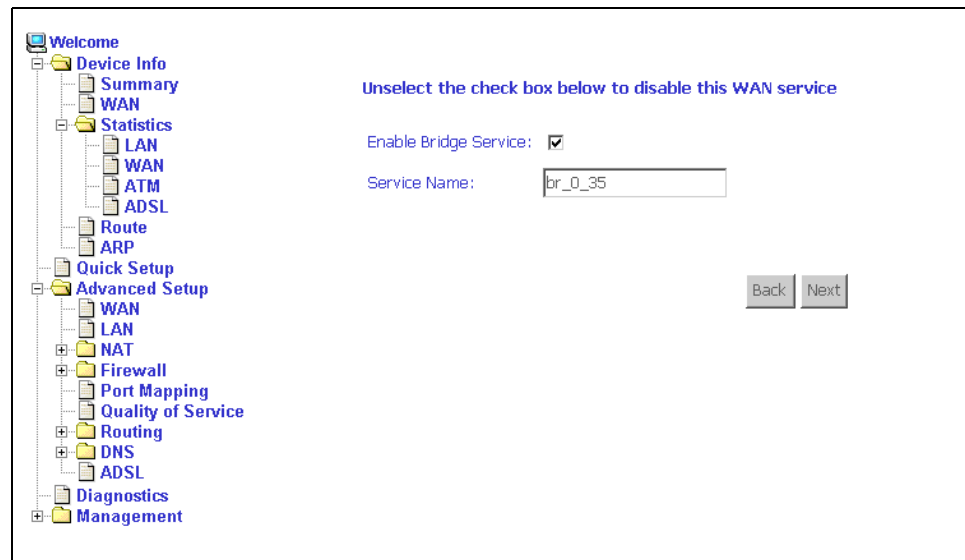 Welcome
Device Info
Summary
WAN
Statistics
LAN
WAN
ATM
ADSL
Route
ARP
Quick Setup
Advanced Setup
WAN
LAN
NAT
Firewall
Port Mapping
Quality of Service
Routing
DNS
ADSL
Diagnostics
Management
Unselect the check box below to disable this WAN service
Enable Bridge Service:
Service Name: br_0_35
Back Next